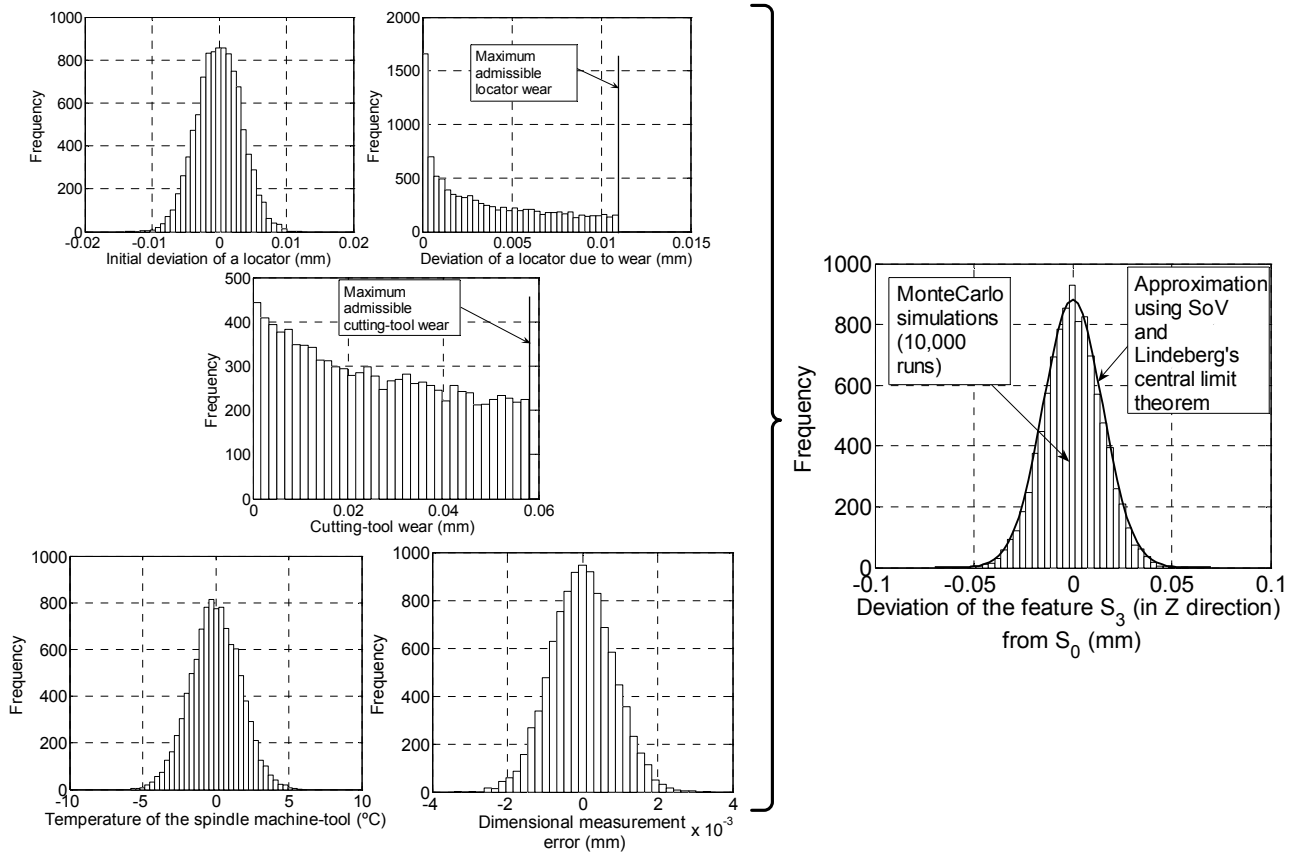 1000
800
600
400
200
0
-0.02
-0.01
0
0.01
0.02
Frequency
Initial deviation of a locator (mm)
2000
1500
1000
500
0
0
0.005
0.01
0.015
Frequency
Maximum
admissible
locator wear
Deviation of a locator due to wear (mm)
500
400
300
200
100
0
0
0.02
0.04
0.06
Frequency
Maximum
admissible
cutting-tool wear
Cutting-tool wear (mm)
1000
800
600
400
200
0
-10
-5
0
5
10
Frequency
Temperature of the spindle machine-tool (ºC)
1000
800
600
400
200
0
-4
-2
0
2
4
x 10-3
Frequency
Dimensional measurement
error (mm)
1000
800
600
400
200
0
-0.1
-0.05
0
0.05
0.1
Frequency
MonteCarlo
simulations
(10,000
runs)
Approximation
using SoV
and
Lindeberg's
central limit
theorem
Deviation of the feature S3 (in Z direction)
from S0 (mm)